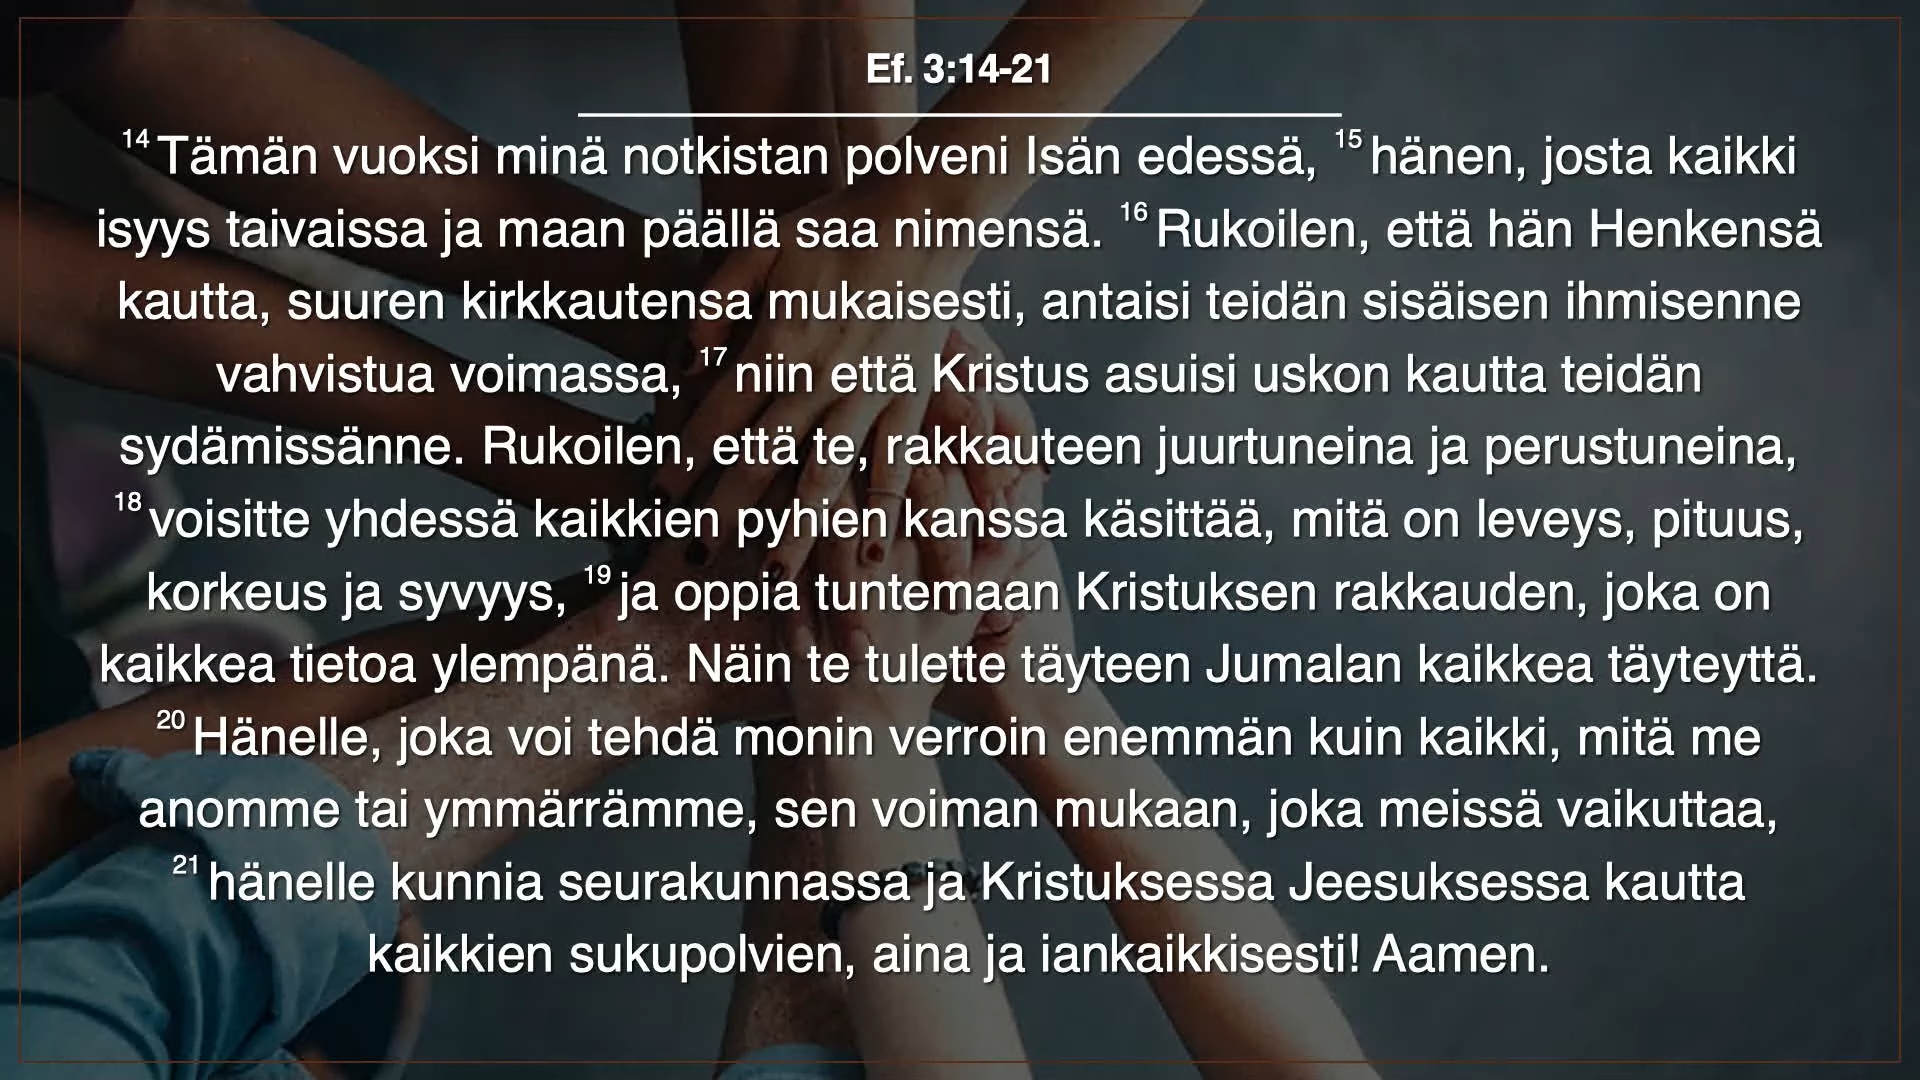 Ef. 3:14-21
14 Tämän vuoksi minä notkistan polveni Isän edessä, 15 hänen, josta kaikki
isyys taivaissa ja maan päällä saa nimensä. 16 Rukoilen, että hän Henkensä
kautta, suuren kirkkautensa mukaisesti, antaisi teidän sisäisen ihmisenne
vahvistua voimassa, 17 niin että Kristus asuisi uskon kautta teidän
sydämissänne. Rukoilen, että te, rakkauteen juurtuneina ja perustuneina,
18 voisitte yhdessä kaikkien pyhien kanssa käsittää, mitä on leveys, pituus,
korkeus ja syvyys, 19 ja oppia tuntemaan Kristuksen rakkauden, joka on
kaikkea tietoa ylempänä. Näin te tulette täyteen Jumalan kaikkea täyteyttä.
20 Hänelle, joka voi tehdä monin verroin enemmän kuin kaikki, mitä me
anomme tai ymmärrämme, sen voiman mukaan, joka meissä vaikuttaa,
21 hänelle kunnia seurakunnassa ja Kristuksessa Jeesuksessa kautta
kaikkien sukupolvien, aina ja iankaikkisesti! Aamen.